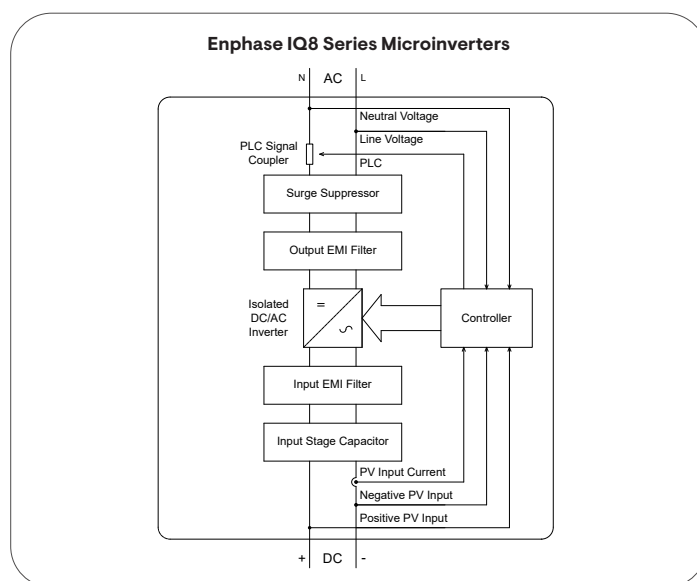 Enphase IQ8 Series Microinverters
N AC L
Neutral Voltage
Line Voltage
PLC Signal
Coupler
PLC
Surge Suppressor
Output EMI Filter
Isolated
DC/AC
Inverter
=
∿
Controller
Input EMI Filter
Input Stage Capacitor
PV Input Current
Negative PV Input
Positive PV Input
+ DC -